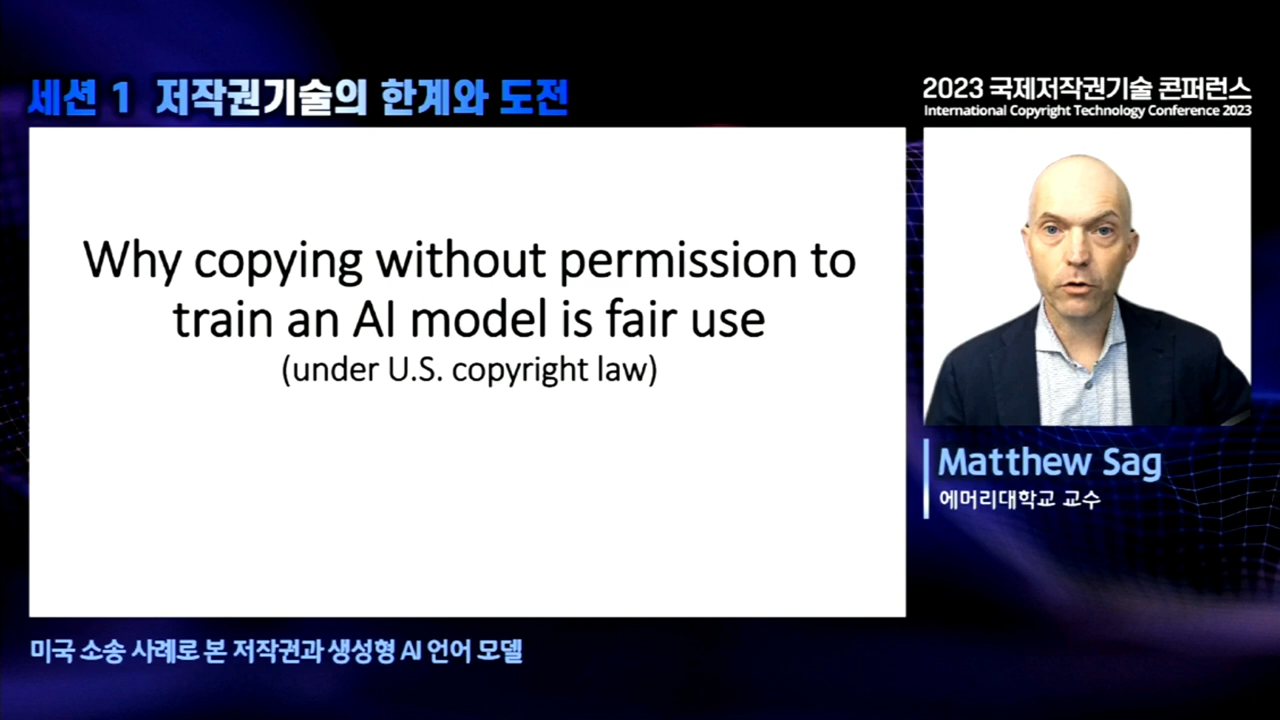 세션 1 저작권기술의 한계와 도전
2023 국제저작권기술 콘퍼런스
International Copyright Technology Conference 2023
Why copying without permission to
train an AI model is fair use
(under U.S. copyright law)
Matthew Sag
에머리대학교 교수
미국 소송 사례로 본 저작권과 생성형 AI 언어 모델